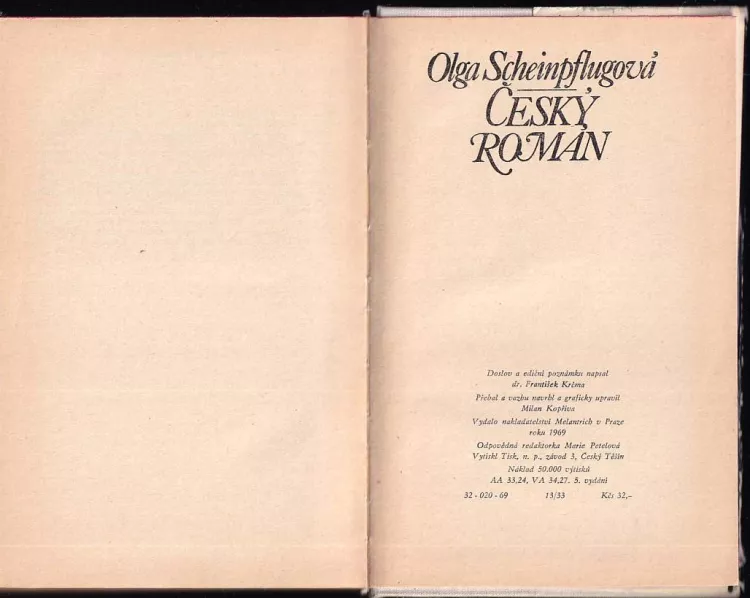 Olga Scheinpflugová
ČESKÝ
ROMÁN
Doslov a ediční poznámku napsal
dr. František Krčma
Přebal a vazbu navrhl a graficky upravil
Milan Kopřiva
Vydalo nakladatelství Melantrich v Praze
roku 1969
Odpovědná redaktorka Marie Petelová
Vytiskl Tisk, n. p., závod 3, Český Těšín
Náklad 50.000 výtisků
AA 33,24, VA 34,27. 5. vydání
32 - 020 - 69 13/33 Kčs 32,-